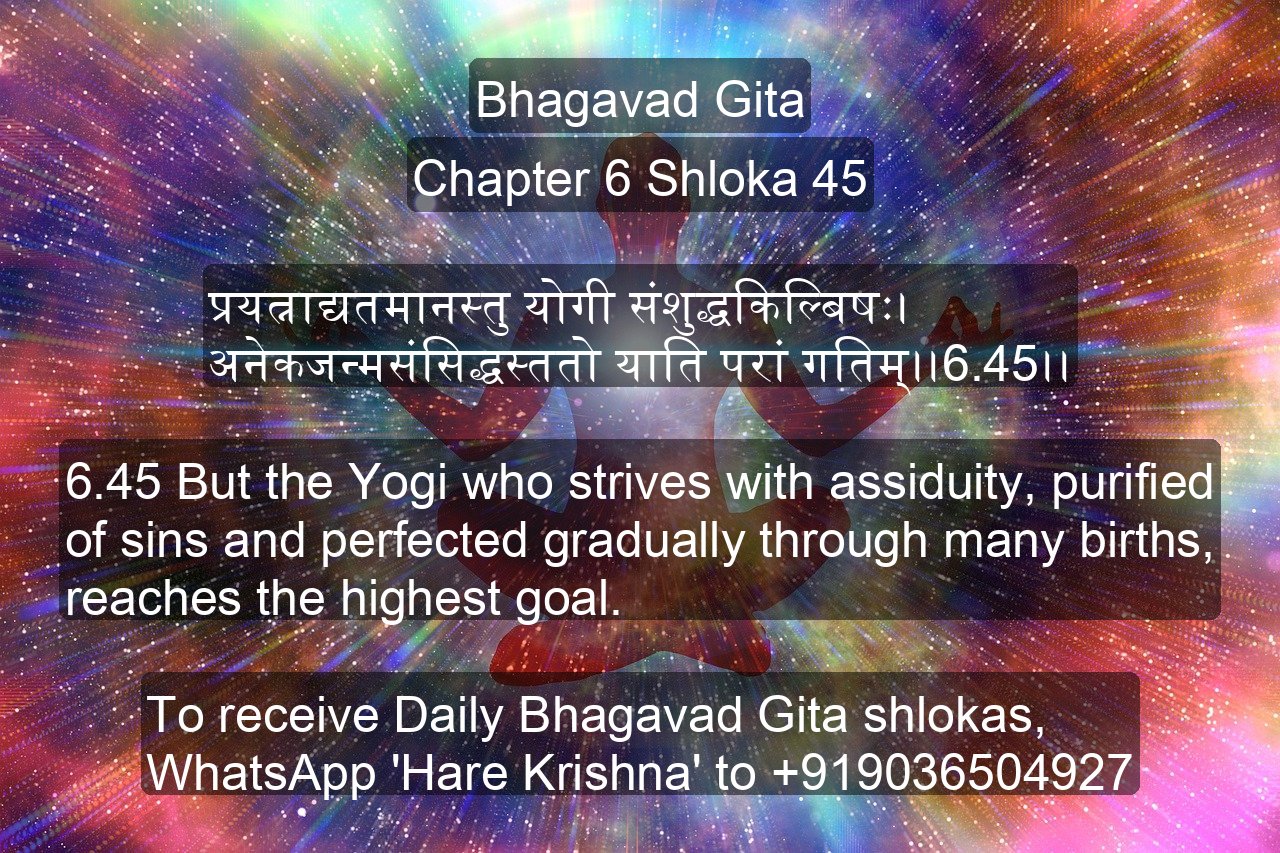 Bhagavad Gita
Chapter 6 Shloka 45
प्रयत्नाद्यतमानस्तु योगी संशुद्धकिल्बिषः।
अनेकजन्मसंसिद्धस्ततो याति परां गतिम्।।6.45।।
6.45 But the Yogi who strives with assiduity, purified
of sins and perfected gradually through many births,
reaches the highest goal.
To receive Daily Bhagavad Gita shlokas,
WhatsApp 'Hare Krishna' to +919036504927